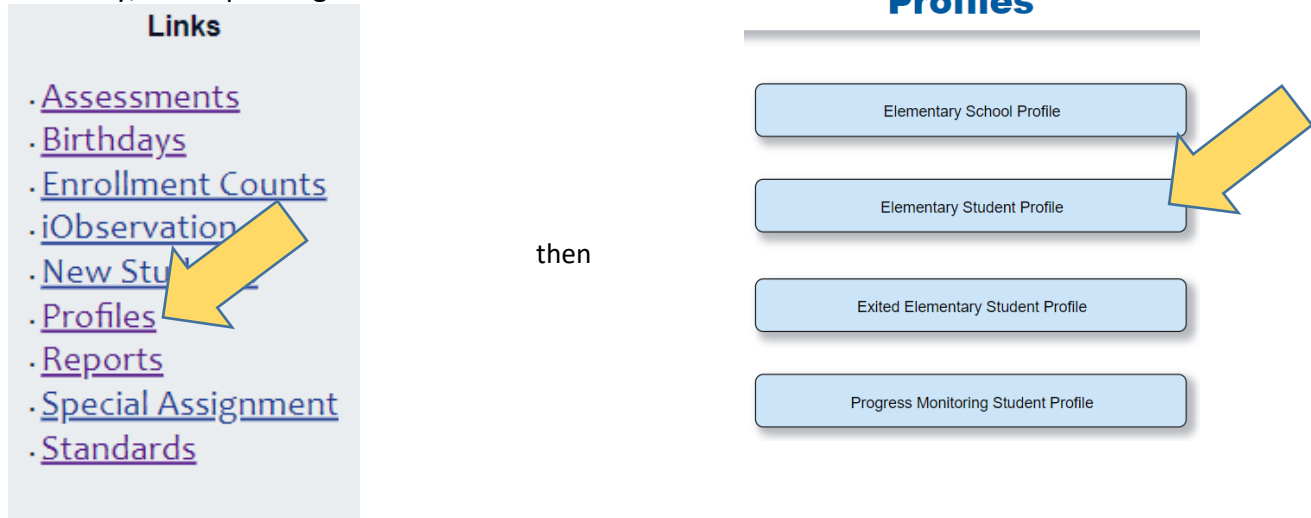 Links
· Assessments
· Birthdays
· Enrollment Counts
· iObservation
· New
· Profiles
· Reports
· Special Assignment
· Standards
then
Profiles
Elementary School Profile
Elementary Student Profile
Exited Elementary Student Profile
Progress Monitoring Student Profile